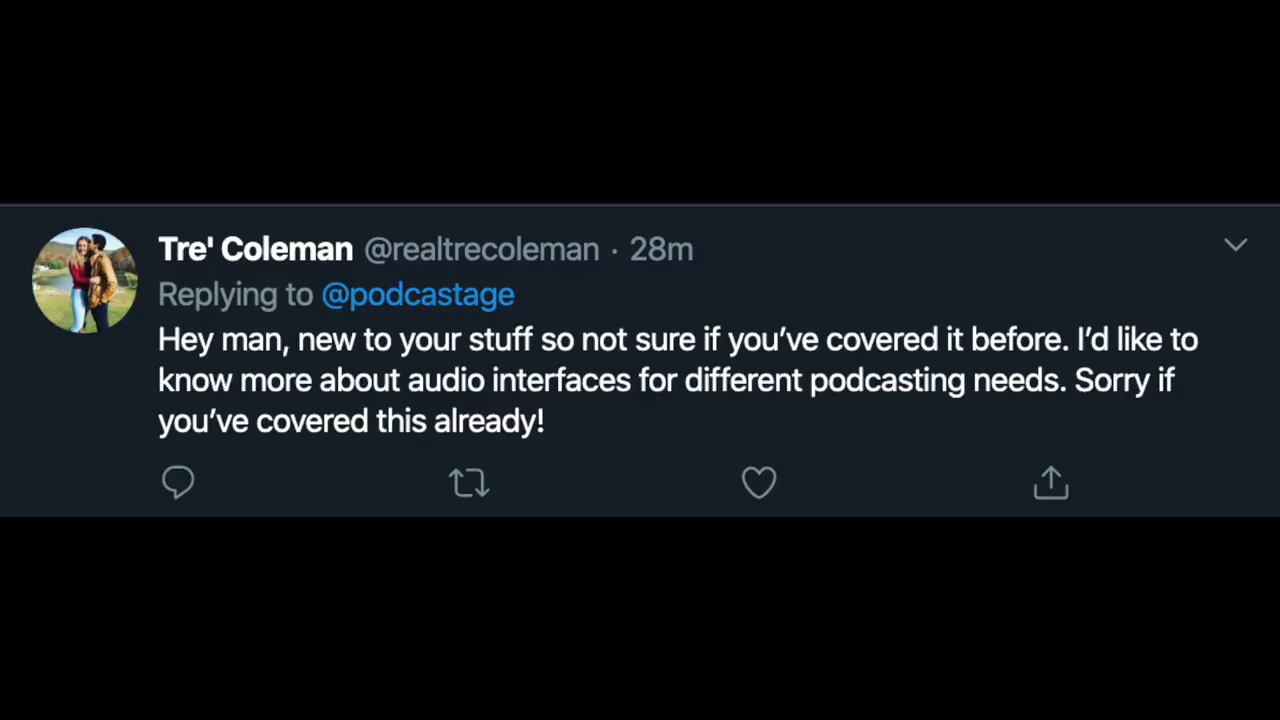 Tre' Coleman @realtrecoleman · 28m
Replying to @podcastage
Hey man, new to your stuff so not sure if you’ve covered it before. I’d like to
know more about audio interfaces for different podcasting needs. Sorry if
you’ve covered this already!